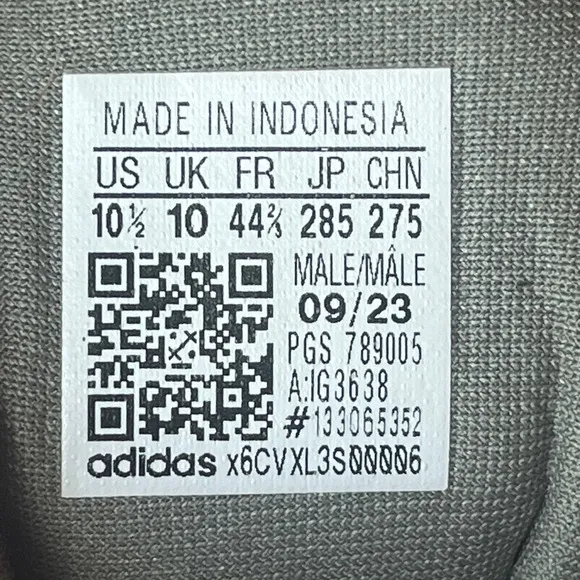 MADE IN INDONESIA
US UK FR JP CHN
10½ 10 44⅔ 285 275
MALE/MÂLE
09/23
PGS 789005
A:IG3638
#133065352
adidas x6CVXL3S00006